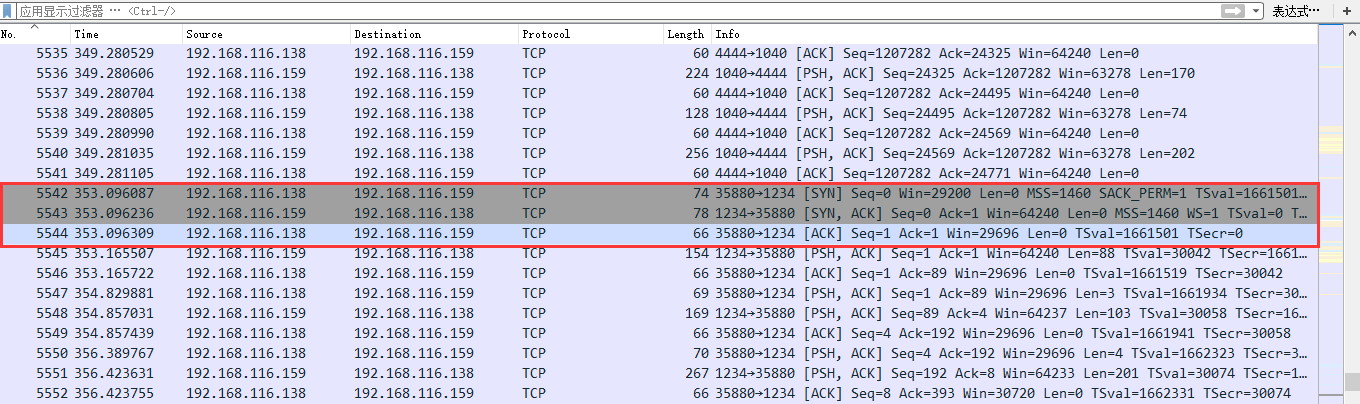 应用显示过滤器 … <Ctrl-/> 表达式… +
No. Time Source Destination Protocol Length Info
5535 349.280529 192.168.116.138 192.168.116.159 TCP 60 4444→1040 [ACK] Seq=1207282 Ack=24325 Win=64240 Len=0
5536 349.280606 192.168.116.159 192.168.116.138 TCP 224 1040→4444 [PSH, ACK] Seq=24325 Ack=1207282 Win=63278 Len=170
5537 349.280704 192.168.116.138 192.168.116.159 TCP 60 4444→1040 [ACK] Seq=1207282 Ack=24495 Win=64240 Len=0
5538 349.280805 192.168.116.159 192.168.116.138 TCP 128 1040→4444 [PSH, ACK] Seq=24495 Ack=1207282 Win=63278 Len=74
5539 349.280990 192.168.116.138 192.168.116.159 TCP 60 4444→1040 [ACK] Seq=1207282 Ack=24569 Win=64240 Len=0
5540 349.281035 192.168.116.159 192.168.116.138 TCP 256 1040→4444 [PSH, ACK] Seq=24569 Ack=1207282 Win=63278 Len=202
5541 349.281105 192.168.116.138 192.168.116.159 TCP 60 4444→1040 [ACK] Seq=1207282 Ack=24771 Win=64240 Len=0
5542 353.096087 192.168.116.138 192.168.116.159 TCP 74 35880→1234 [SYN] Seq=0 Win=29200 Len=0 MSS=1460 SACK_PERM=1 TSval=1661501…
5543 353.096236 192.168.116.159 192.168.116.138 TCP 78 1234→35880 [SYN, ACK] Seq=0 Ack=1 Win=64240 Len=0 MSS=1460 WS=1 TSval=0 T…
5544 353.096309 192.168.116.138 192.168.116.159 TCP 66 35880→1234 [ACK] Seq=1 Ack=1 Win=29696 Len=0 TSval=1661501 TSecr=0
5545 353.165507 192.168.116.159 192.168.116.138 TCP 154 1234→35880 [PSH, ACK] Seq=1 Ack=1 Win=64240 Len=88 TSval=30042 TSecr=1661…
5546 353.165722 192.168.116.138 192.168.116.159 TCP 66 35880→1234 [ACK] Seq=1 Ack=89 Win=29696 Len=0 TSval=1661519 TSecr=30042
5547 354.829881 192.168.116.138 192.168.116.159 TCP 69 35880→1234 [PSH, ACK] Seq=1 Ack=89 Win=29696 Len=3 TSval=1661934 TSecr=30…
5548 354.857031 192.168.116.159 192.168.116.138 TCP 169 1234→35880 [PSH, ACK] Seq=89 Ack=4 Win=64237 Len=103 TSval=30058 TSecr=16…
5549 354.857439 192.168.116.138 192.168.116.159 TCP 66 35880→1234 [ACK] Seq=4 Ack=192 Win=29696 Len=0 TSval=1661941 TSecr=30058
5550 356.389767 192.168.116.138 192.168.116.159 TCP 70 35880→1234 [PSH, ACK] Seq=4 Ack=192 Win=29696 Len=4 TSval=1662323 TSecr=3…
5551 356.423631 192.168.116.159 192.168.116.138 TCP 267 1234→35880 [PSH, ACK] Seq=192 Ack=8 Win=64233 Len=201 TSval=30074 TSecr=1…
5552 356.423755 192.168.116.138 192.168.116.159 TCP 66 35880→1234 [ACK] Seq=8 Ack=393 Win=30720 Len=0 TSval=1662331 TSecr=30074